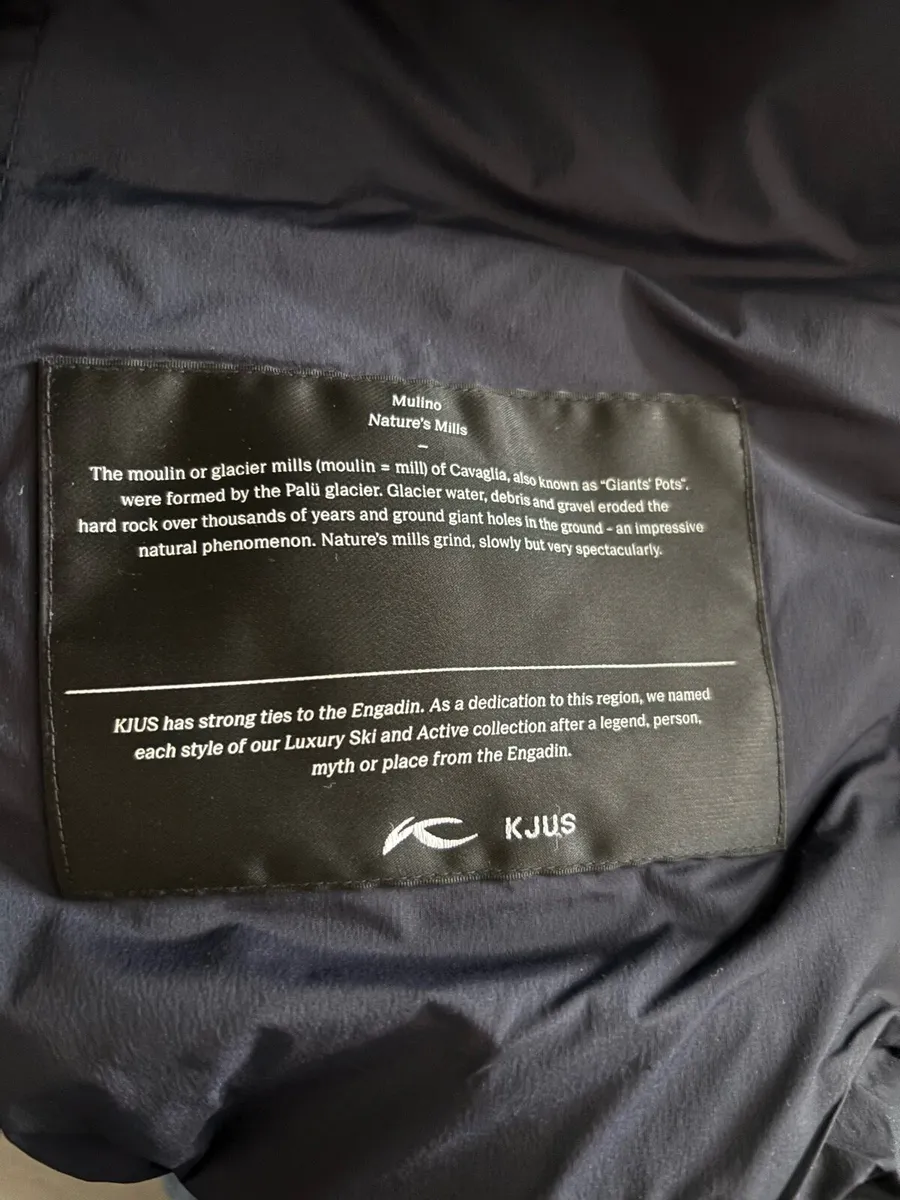 Mulino
Nature's Mills
–
The moulin or glacier mills (moulin = mill) of Cavaglia, also known as "Giants' Pots".
were formed by the Palü glacier. Glacier water, debris and gravel eroded the
hard rock over thousands of years and ground giant holes in the ground - an impressive
natural phenomenon. Nature's mills grind, slowly but very spectacularly.
KJUS has strong ties to the Engadin. As a dedication to this region, we named
each style of our Luxury Ski and Active collection after a legend, person,
myth or place from the Engadin.
KJUS